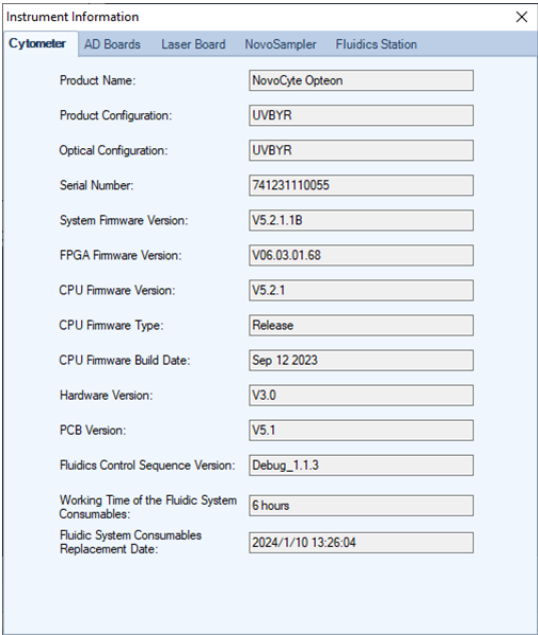 Instrument Information
Cytometer AD Boards Laser Board NovoSampler Fluidics Station
Product Name: NovoCyte Opteon
Product Configuration: UVBYR
Optical Configuration: UVBYR
Serial Number: 741231110055
System Firmware Version: V5.2.1.1B
FPGA Firmware Version: V06.03.01.68
CPU Firmware Version: V5.2.1
CPU Firmware Type: Release
CPU Firmware Build Date: Sep 12 2023
Hardware Version: V3.0
PCB Version: V5.1
Fluidics Control Sequence Version: Debug_1.1.3
Working Time of the Fluidic System
Consumables: 6 hours
Fluidic System Consumables
Replacement Date: 2024/1/10 13:26:04